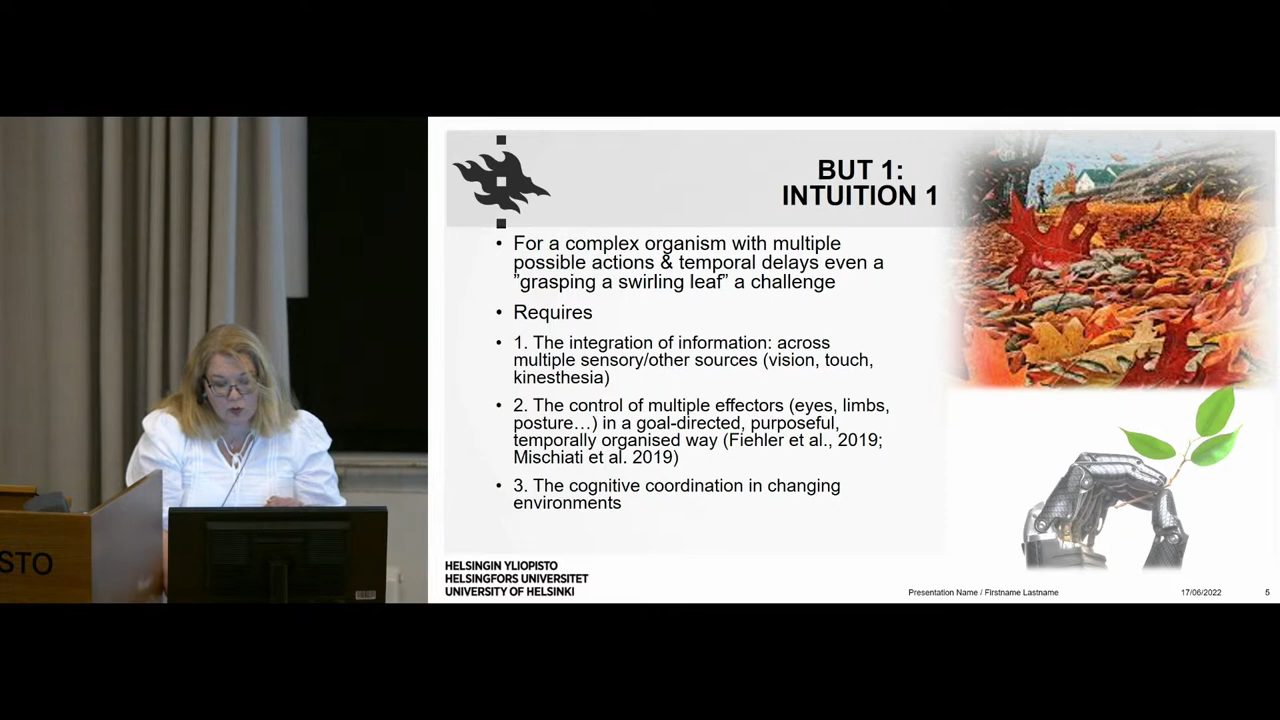 BUT 1:
INTUITION 1
• For a complex organism with multiple
possible actions & temporal delays even a
”grasping a swirling leaf” a challenge
• Requires
• 1. The integration of information: across
multiple sensory/other sources (vision, touch,
kinesthesia)
• 2. The control of multiple effectors (eyes, limbs,
posture…) in a goal-directed, purposeful,
temporally organised way (Fiehler et al., 2019;
Mischiati et al. 2019)
• 3. The cognitive coordination in changing
environments
STO
HELSINGIN YLIOPISTO
HELSINGFORS UNIVERSITET
UNIVERSITY OF HELSINKI
Presentation Name / Firstname Lastname
17/06/2022
5